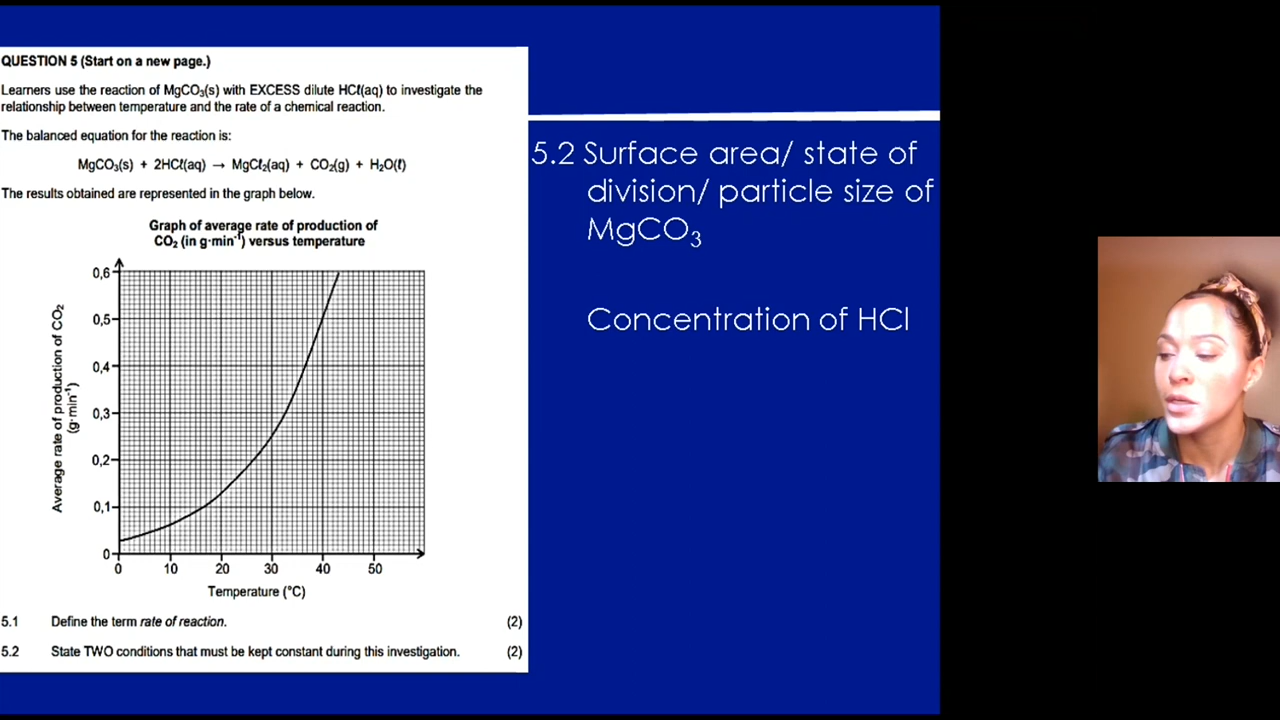 QUESTION 5 (Start on a new page.)
Learners use the reaction of MgCO₃(s) with EXCESS dilute HCℓ(aq) to investigate the
relationship between temperature and the rate of a chemical reaction.
The balanced equation for the reaction is:
MgCO₃(s) + 2HCℓ(aq) → MgCℓ₂(aq) + CO₂(g) + H₂O(ℓ)
The results obtained are represented in the graph below.
Graph of average rate of production of
CO₂ (in g·min⁻¹) versus temperature
Average rate of production of CO₂
(g·min⁻¹)
0,6
0,5
0,4
0,3
0,2
0,1
0
0 10 20 30 40 50
Temperature (°C)
5.1 Define the term rate of reaction. (2)
5.2 State TWO conditions that must be kept constant during this investigation. (2)
5.2 Surface area/ state of
division/ particle size of
MgCO₃
Concentration of HCl